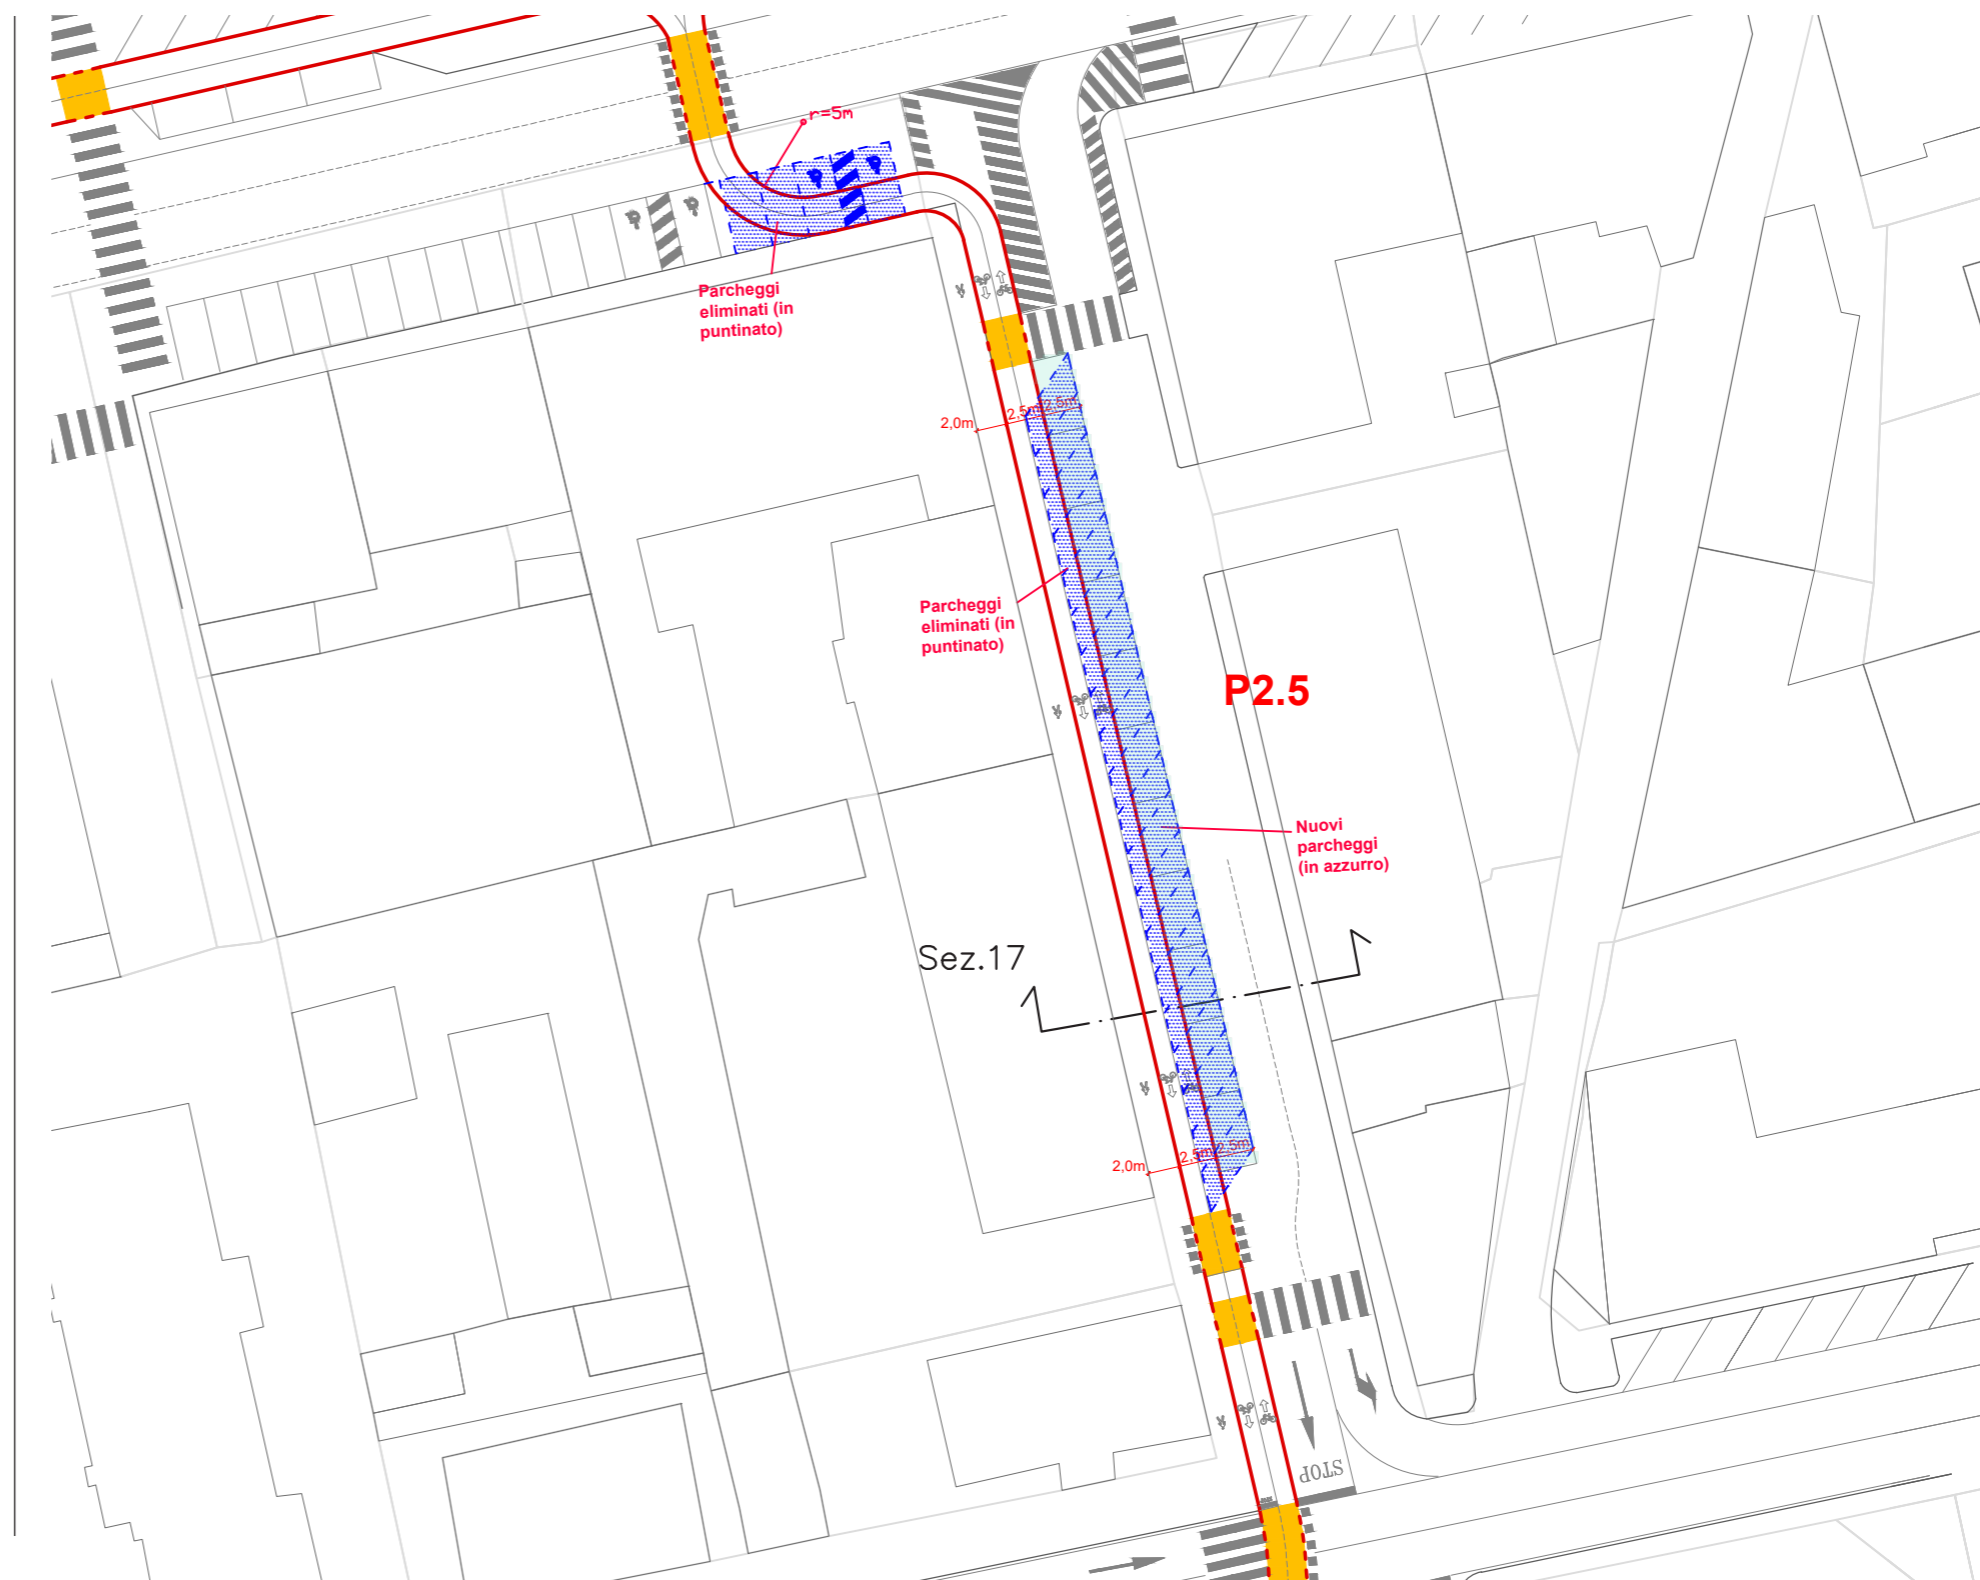 r=5m
Parcheggi
eliminati (in
puntinato)
2,0m
2,5m
2,5m
Parcheggi
eliminati (in
puntinato)
P2.5
Nuovi
parcheggi
(in azzurro)
Sez.17
2,0m
2,5m
2,5m
STOP